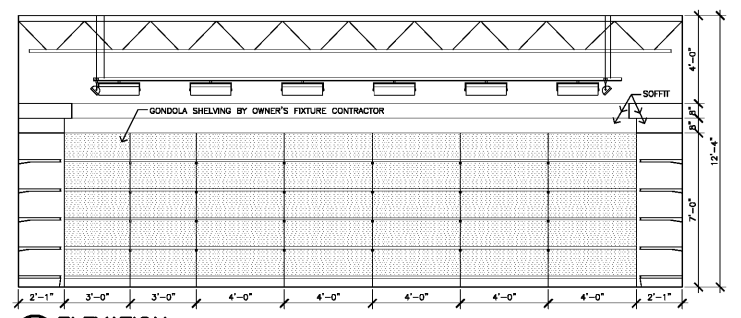 4'-0"
SOFFIT
GONDOLA SHELVING BY OWNER'S FIXTURE CONTRACTOR
8"
8"
12'-4"
7'-0"
2'-1" 3'-0" 3'-0" 4'-0" 4'-0" 4'-0" 4'-0" 4'-0" 2'-1"
ELEVATION